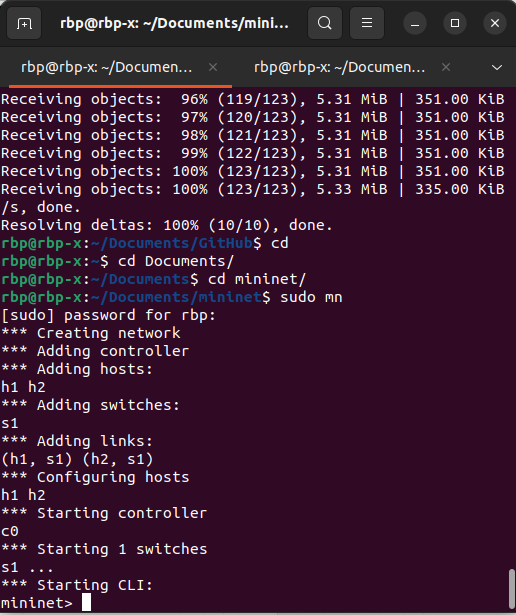 rbp@rbp-x: ~/Documents/mini...
rbp@rbp-x: ~/Documen...
rbp@rbp-x: ~/Documen...
Receiving objects:  96% (119/123), 5.31 MiB | 351.00 KiB
Receiving objects:  97% (120/123), 5.31 MiB | 351.00 KiB
Receiving objects:  98% (121/123), 5.31 MiB | 351.00 KiB
Receiving objects:  99% (122/123), 5.31 MiB | 351.00 KiB
Receiving objects: 100% (123/123), 5.31 MiB | 351.00 KiB
Receiving objects: 100% (123/123), 5.33 MiB | 335.00 KiB
/s, done.
Resolving deltas: 100% (10/10), done.
rbp@rbp-x:~/Documents/GitHub$ cd
rbp@rbp-x:~$ cd Documents/
rbp@rbp-x:~/Documents$ cd mininet/
rbp@rbp-x:~/Documents/mininet$ sudo mn
[sudo] password for rbp:
*** Creating network
*** Adding controller
*** Adding hosts:
h1 h2
*** Adding switches:
s1
*** Adding links:
(h1, s1) (h2, s1)
*** Configuring hosts
h1 h2
*** Starting controller
c0
*** Starting 1 switches
s1 ...
*** Starting CLI:
mininet>